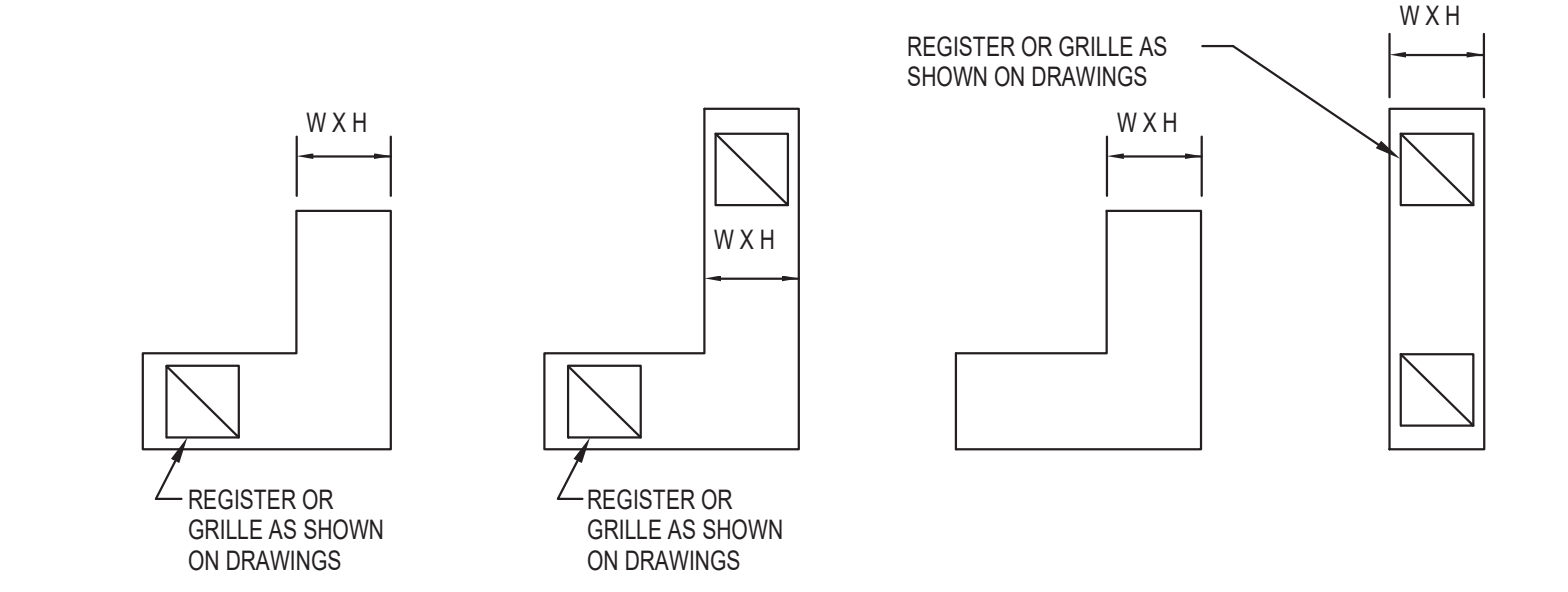 W X H
REGISTER OR
GRILLE AS SHOWN
ON DRAWINGS
W X H
REGISTER OR
GRILLE AS SHOWN
ON DRAWINGS
W X H
REGISTER OR GRILLE AS
SHOWN ON DRAWINGS
W X H